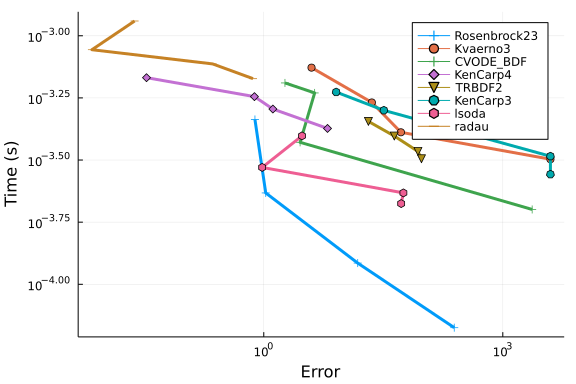 Rosenbrock23
Kvaerno3
CVODE_BDF
KenCarp4
TRBDF2
KenCarp3
lsoda
radau
Time (s)
10^−3.00
10^−3.25
10^−3.50
10^−3.75
10^−4.00
10^0
10^3
Error